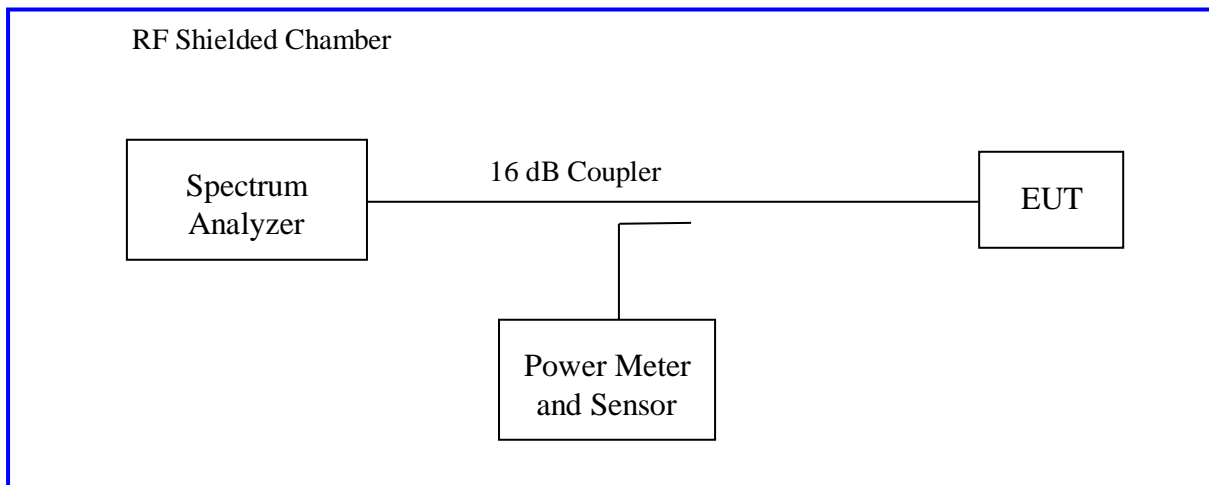 RF Shielded Chamber
16 dB Coupler
Spectrum
Analyzer
EUT
Power Meter
and Sensor